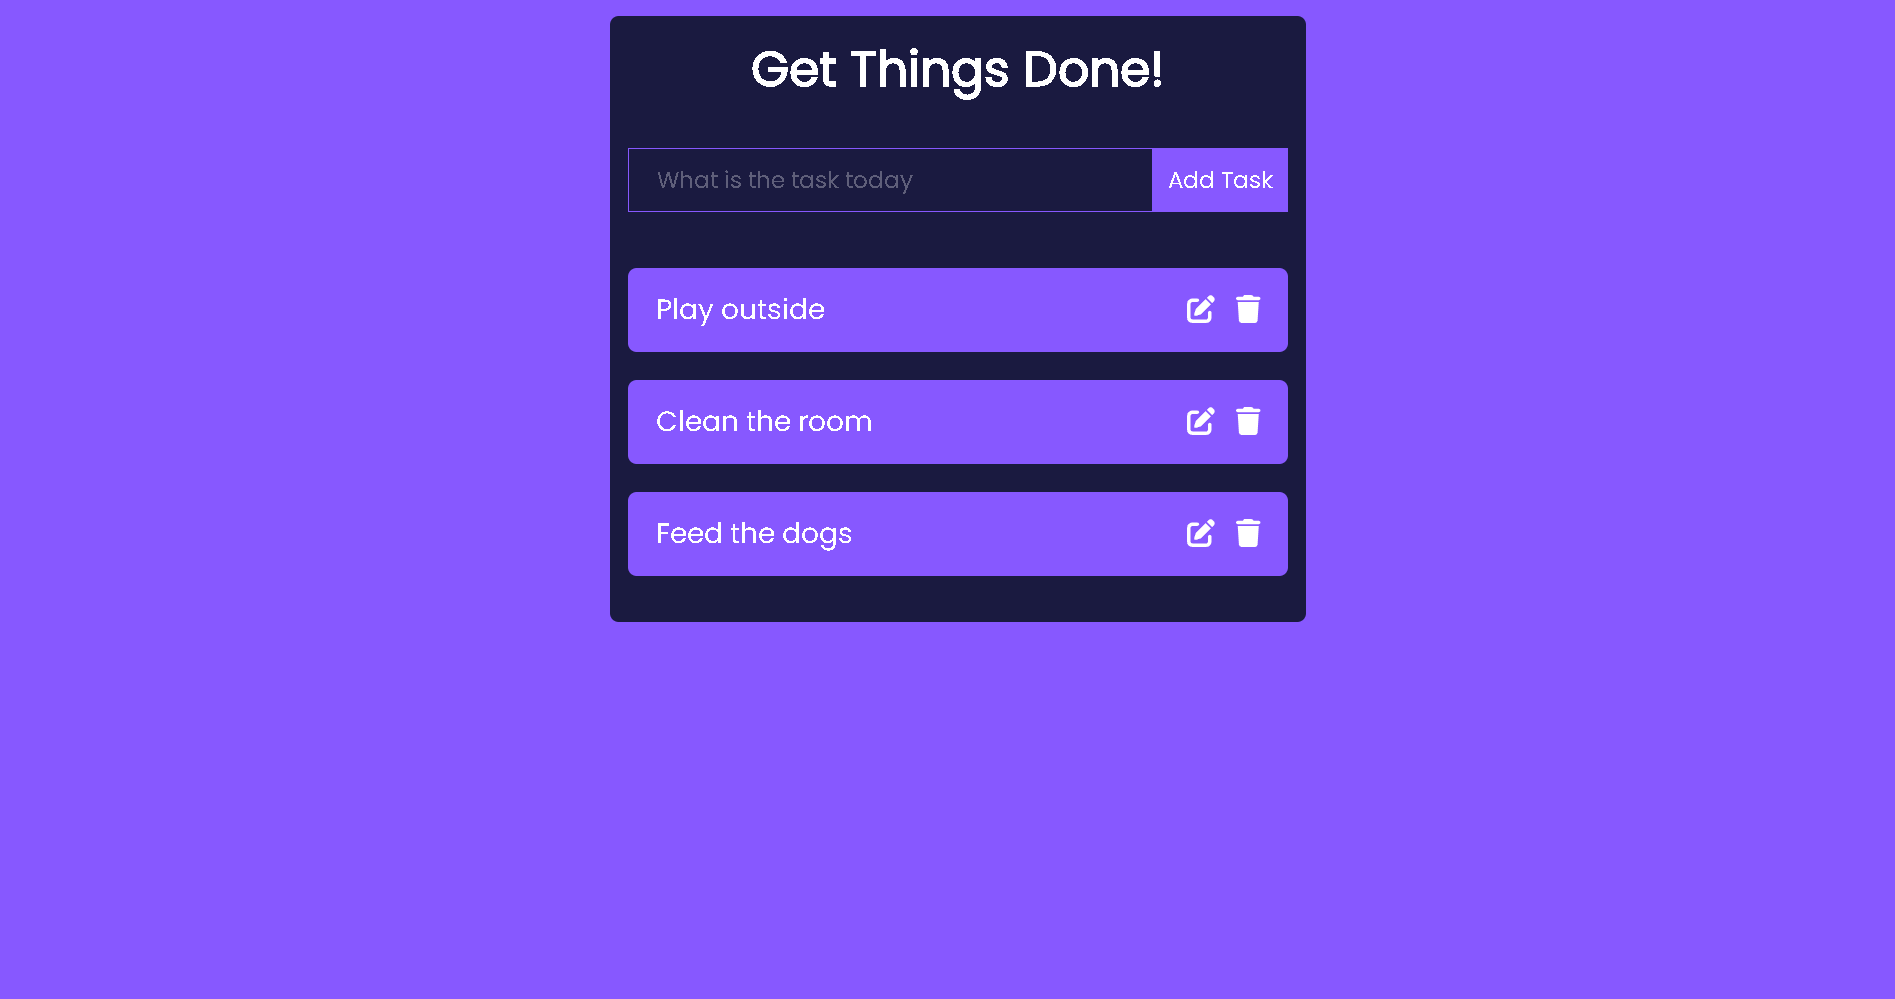 Get Things Done!
What is the task today
Add Task
Play outside
Clean the room
Feed the dogs